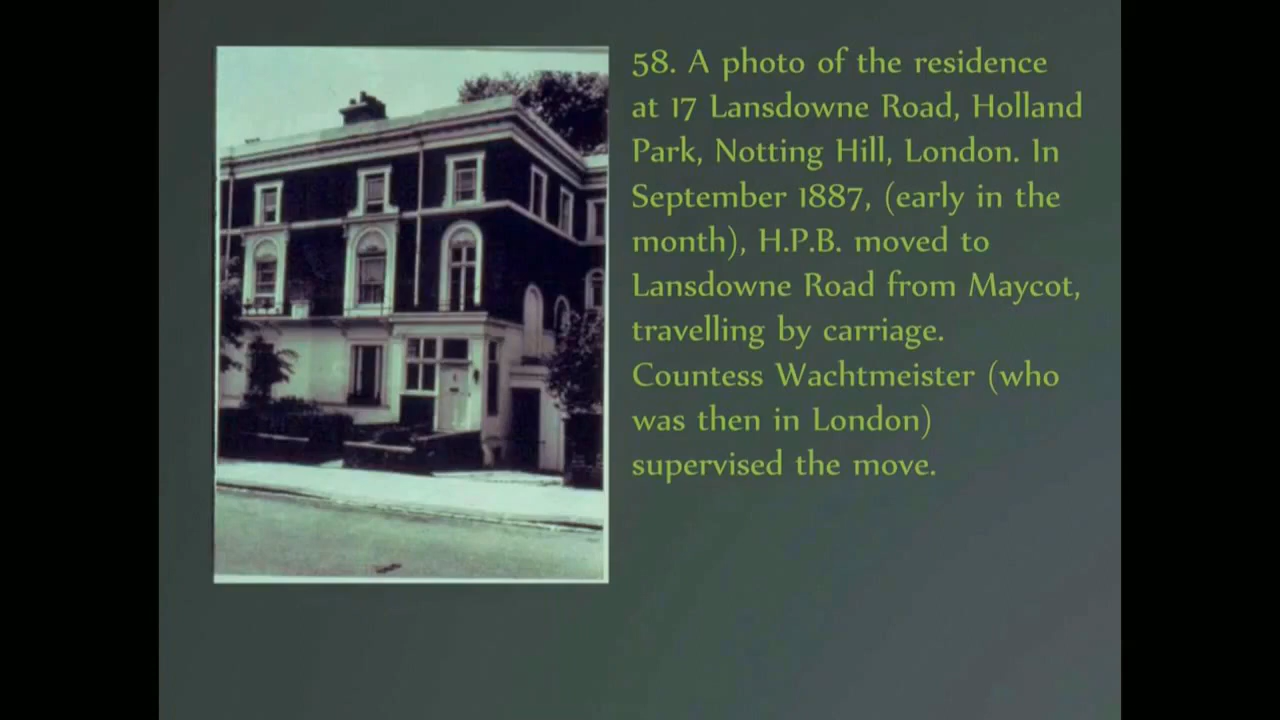 58. A photo of the residence
at 17 Lansdowne Road, Holland
Park, Notting Hill, London. In
September 1887, (early in the
month), H.P.B. moved to
Lansdowne Road from Maycot,
travelling by carriage.
Countess Wachtmeister (who
was then in London)
supervised the move.